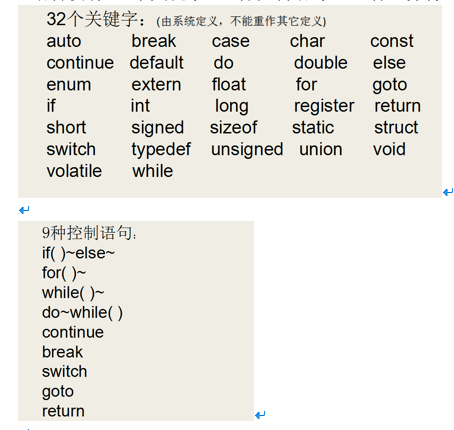 32个关键字：(由系统定义，不能重作其它定义)
auto break case char const
continue default do double else
enum extern float for goto
if int long register return
short signed sizeof static struct
switch typedef unsigned union void
volatile while
9种控制语句:
if( )~else~
for( )~
while( )~
do~while( )
continue
break
switch
goto
return